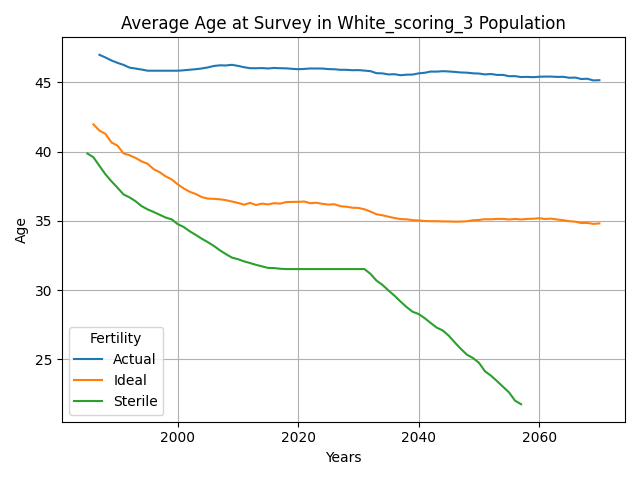 Average Age at Survey in White_scoring_3 Population
Age
45
40
35
30
25
Fertility
Actual
Ideal
Sterile
2000 2020 2040 2060
Years